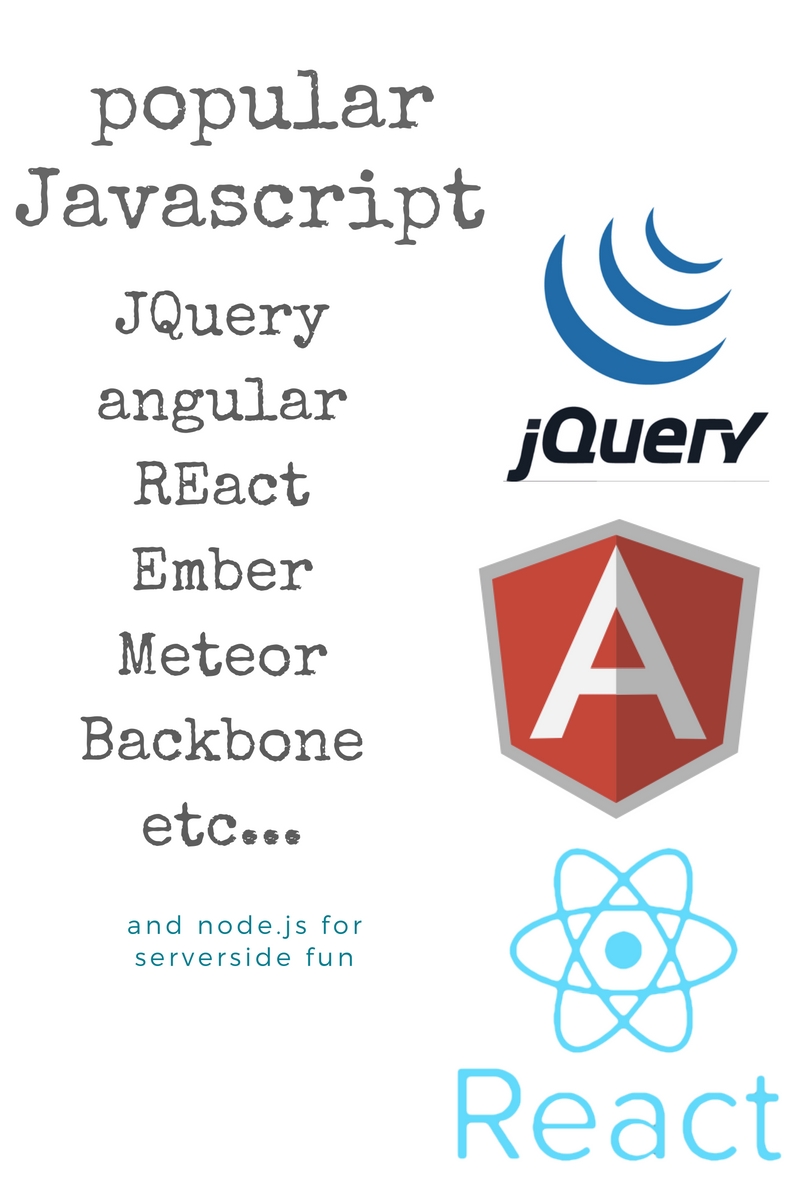 popular
Javascript
JQuery
angular
REact
Ember
Meteor
Backbone
etc...
and node.js for
serverside fun
jQuery
A
React